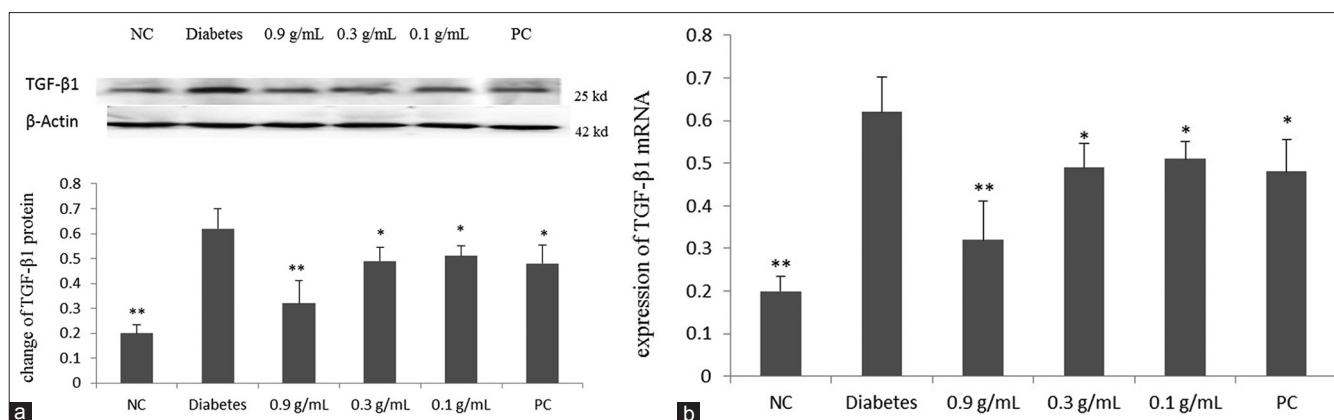 NC Diabetes 0.9 g/mL 0.3 g/mL 0.1 g/mL PC
TGF-β1
25 kd
β-Actin
42 kd
change of TGF-β1 protein
0.8
0.7
0.6
0.5
0.4
0.3
0.2
0.1
0
**
**
*
*
*
NC Diabetes 0.9 g/mL 0.3 g/mL 0.1 g/mL PC
a
expression of TGF-β1 mRNA
0.8
0.7
0.6
0.5
0.4
0.3
0.2
0.1
0
**
**
*
*
*
NC Diabetes 0.9 g/mL 0.3 g/mL 0.1 g/mL PC
b